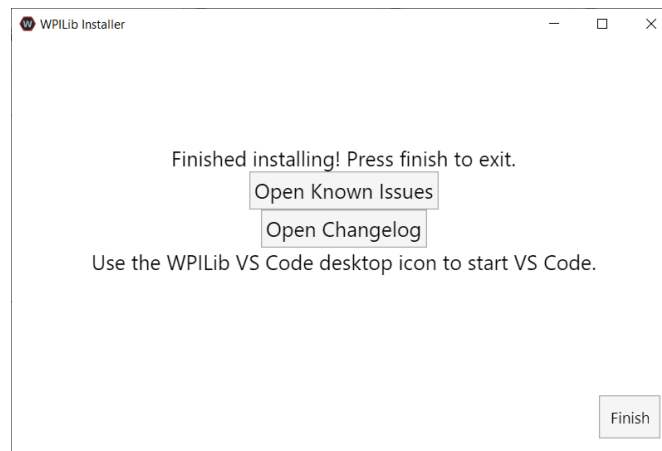 WPILib Installer
Finished installing! Press finish to exit.
Open Known Issues
Open Changelog
Use the WPILib VS Code desktop icon to start VS Code.
Finish